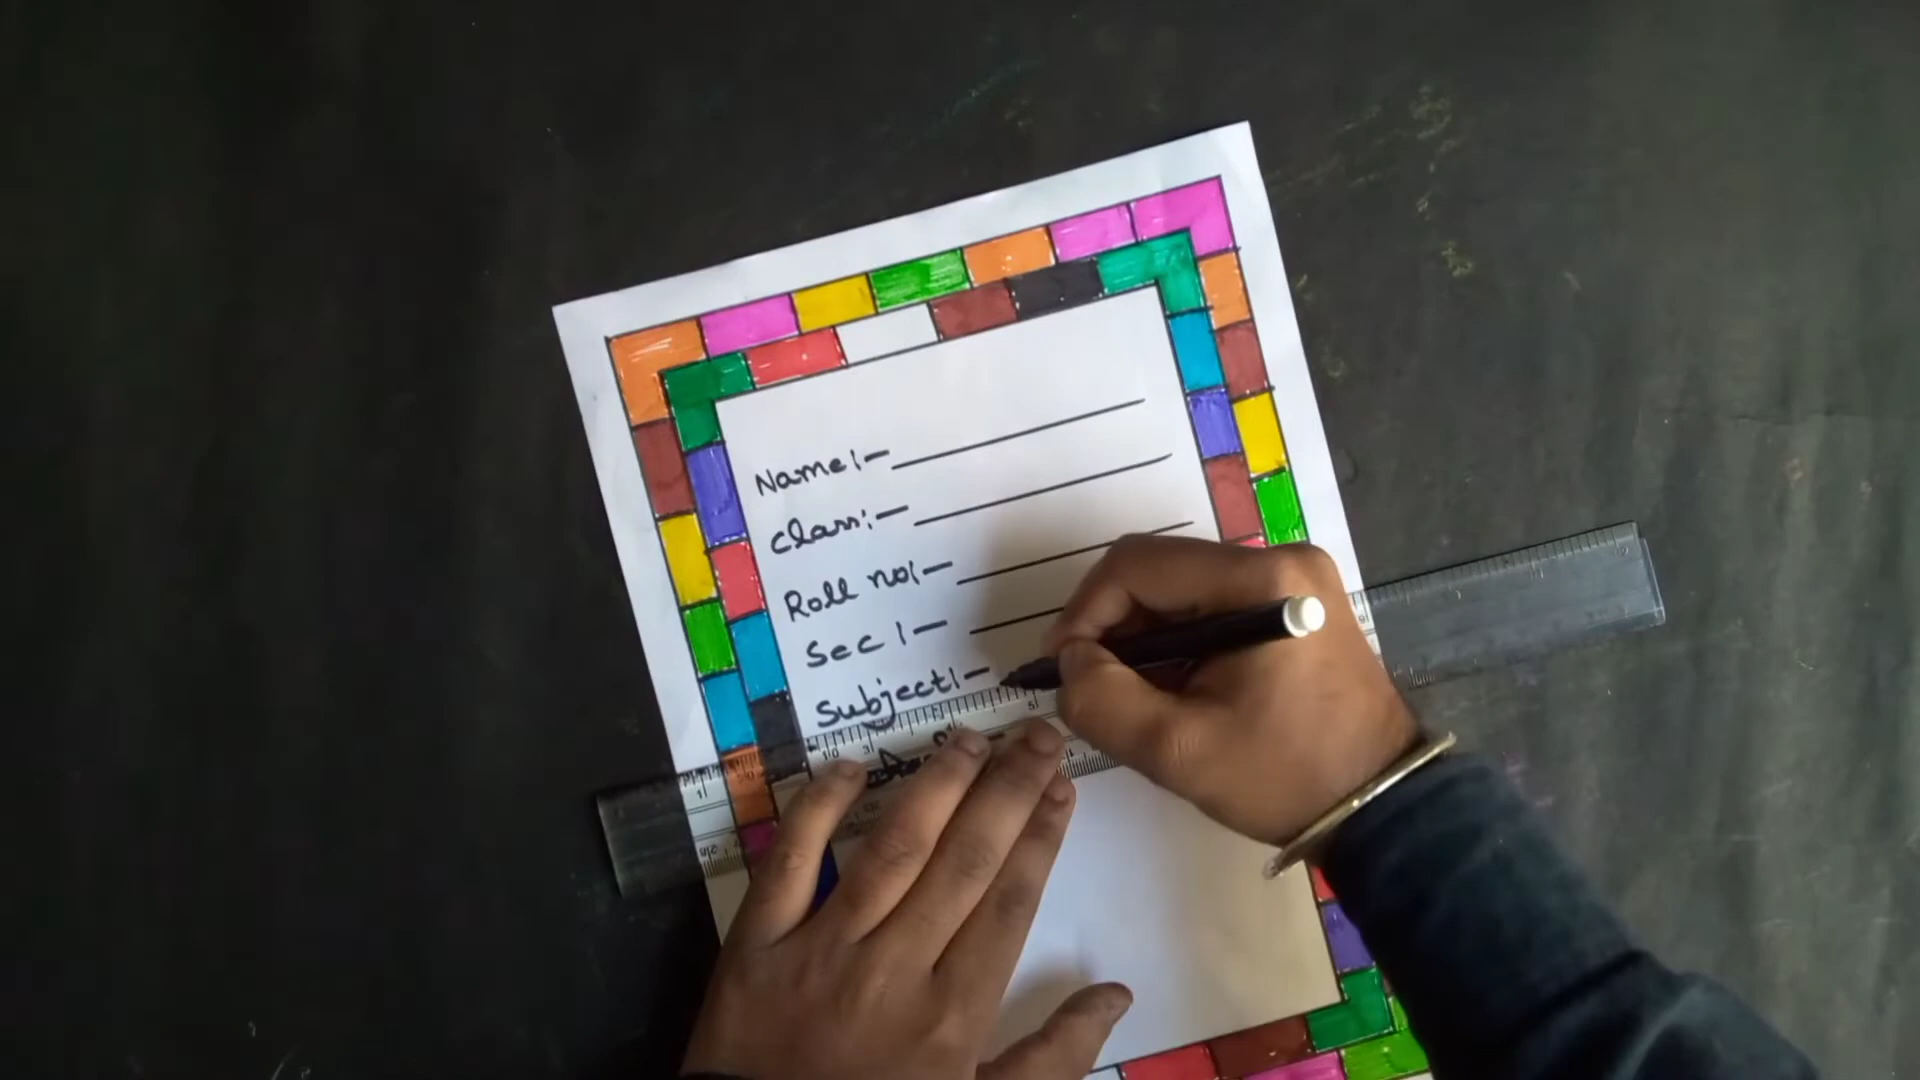 Name:-
Class:-
Roll no:-
Sec :-
Subject:-